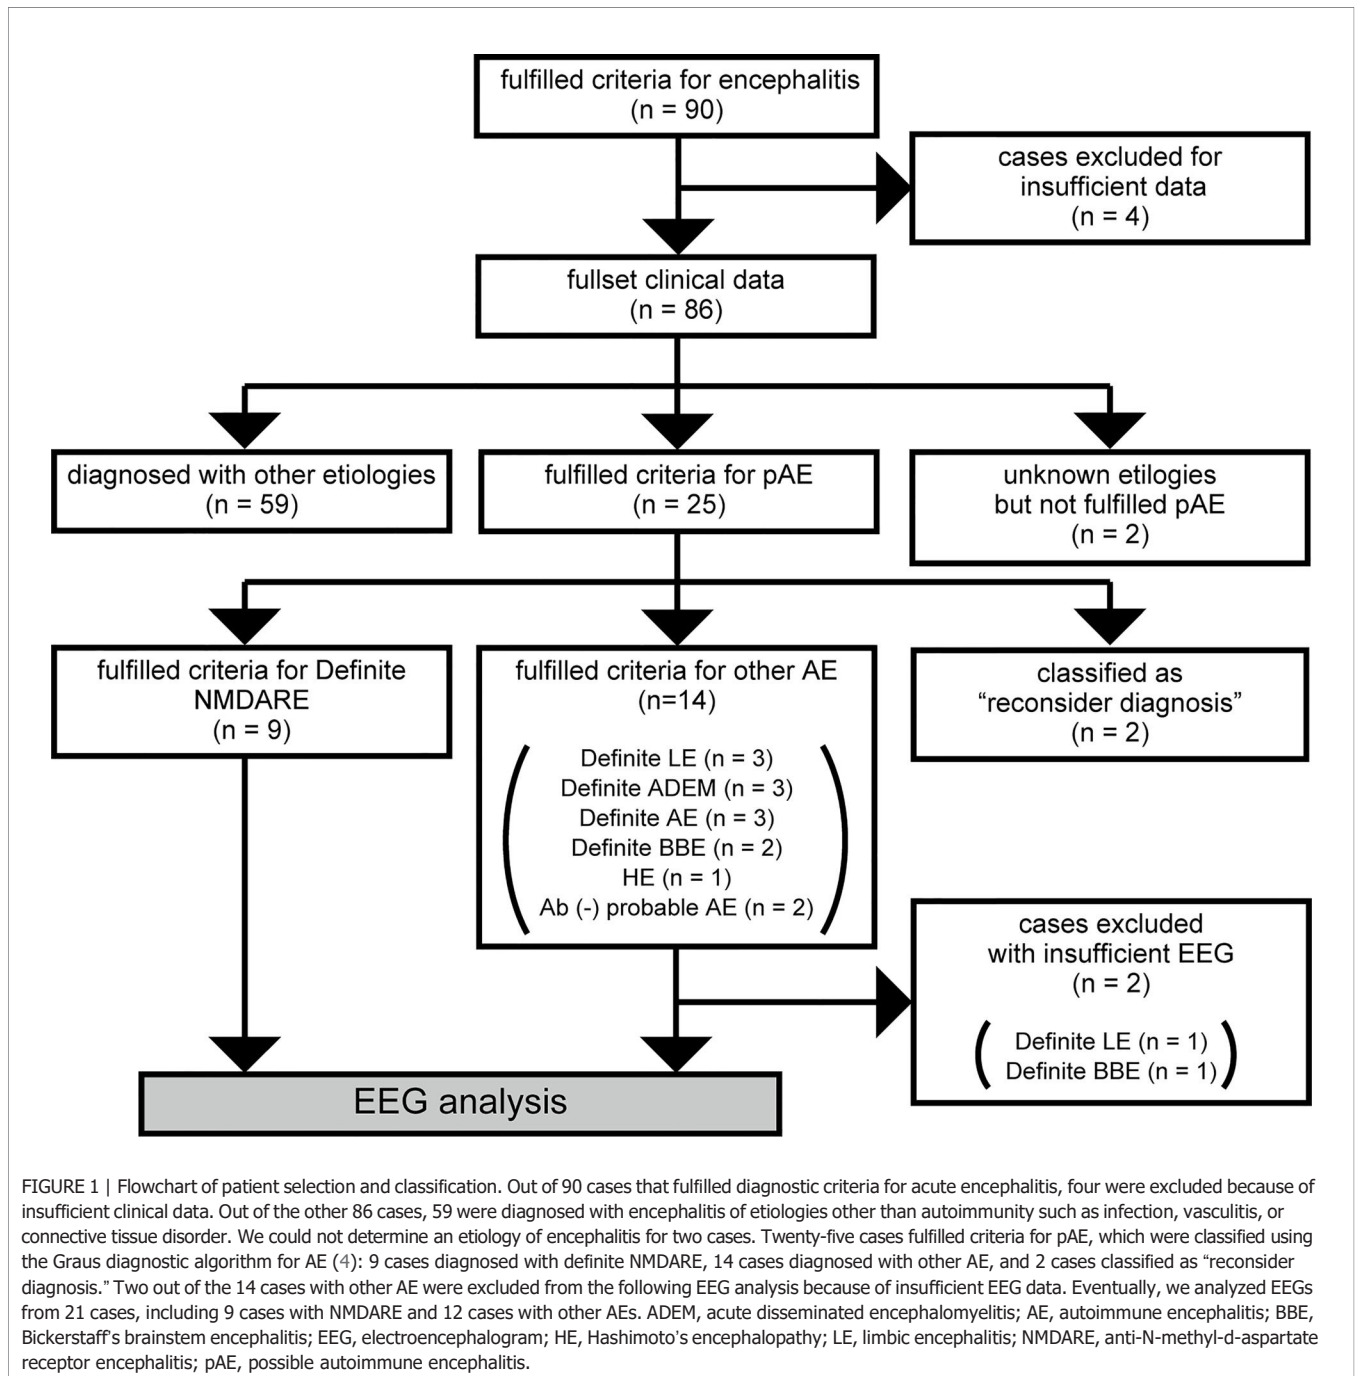 fulfilled criteria for encephalitis
(n = 90)
cases excluded for
insufficient data
(n = 4)
fullset clinical data
(n = 86)
diagnosed with other etiologies
(n = 59)
fulfilled criteria for pAE
(n = 25)
unknown etilogies
but not fulfilled pAE
(n = 2)
fulfilled criteria for Definite
NMDARE
(n = 9)
fulfilled criteria for other AE
(n=14)
Definite LE (n = 3)
Definite ADEM (n = 3)
Definite AE (n = 3)
Definite BBE (n = 2)
HE (n = 1)
Ab (-) probable AE (n = 2)
classified as
“reconsider diagnosis”
(n = 2)
cases excluded
with insufficient EEG
(n = 2)
Definite LE (n = 1)
Definite BBE (n = 1)
EEG analysis
FIGURE 1 | Flowchart of patient selection and classification. Out of 90 cases that fulfilled diagnostic criteria for acute encephalitis, four were excluded because of
insufficient clinical data. Out of the other 86 cases, 59 were diagnosed with encephalitis of etiologies other than autoimmunity such as infection, vasculitis, or
connective tissue disorder. We could not determine an etiology of encephalitis for two cases. Twenty-five cases fulfilled criteria for pAE, which were classified using
the Graus diagnostic algorithm for AE (4): 9 cases diagnosed with definite NMDARE, 14 cases diagnosed with other AE, and 2 cases classified as “reconsider
diagnosis.” Two out of the 14 cases with other AE were excluded from the following EEG analysis because of insufficient EEG data. Eventually, we analyzed EEGs
from 21 cases, including 9 cases with NMDARE and 12 cases with other AEs. ADEM, acute disseminated encephalomyelitis; AE, autoimmune encephalitis; BBE,
Bickerstaff's brainstem encephalitis; EEG, electroencephalogram; HE, Hashimoto's encephalopathy; LE, limbic encephalitis; NMDARE, anti-N-methyl-d-aspartate
receptor encephalitis; pAE, possible autoimmune encephalitis.